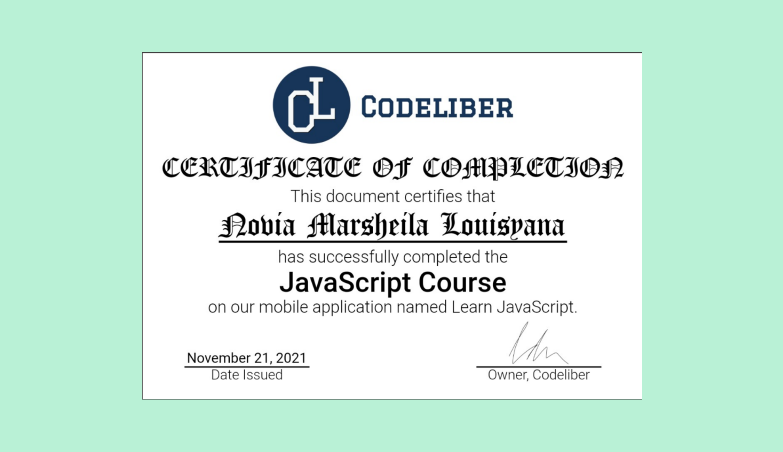 CL CODELIBER
CERTIFICATE OF COMPLETION
This document certifies that
Novia Marsheila Louisyana
has successfully completed the
JavaScript Course
on our mobile application named Learn JavaScript.
November 21, 2021
Date Issued
Owner, Codeliber